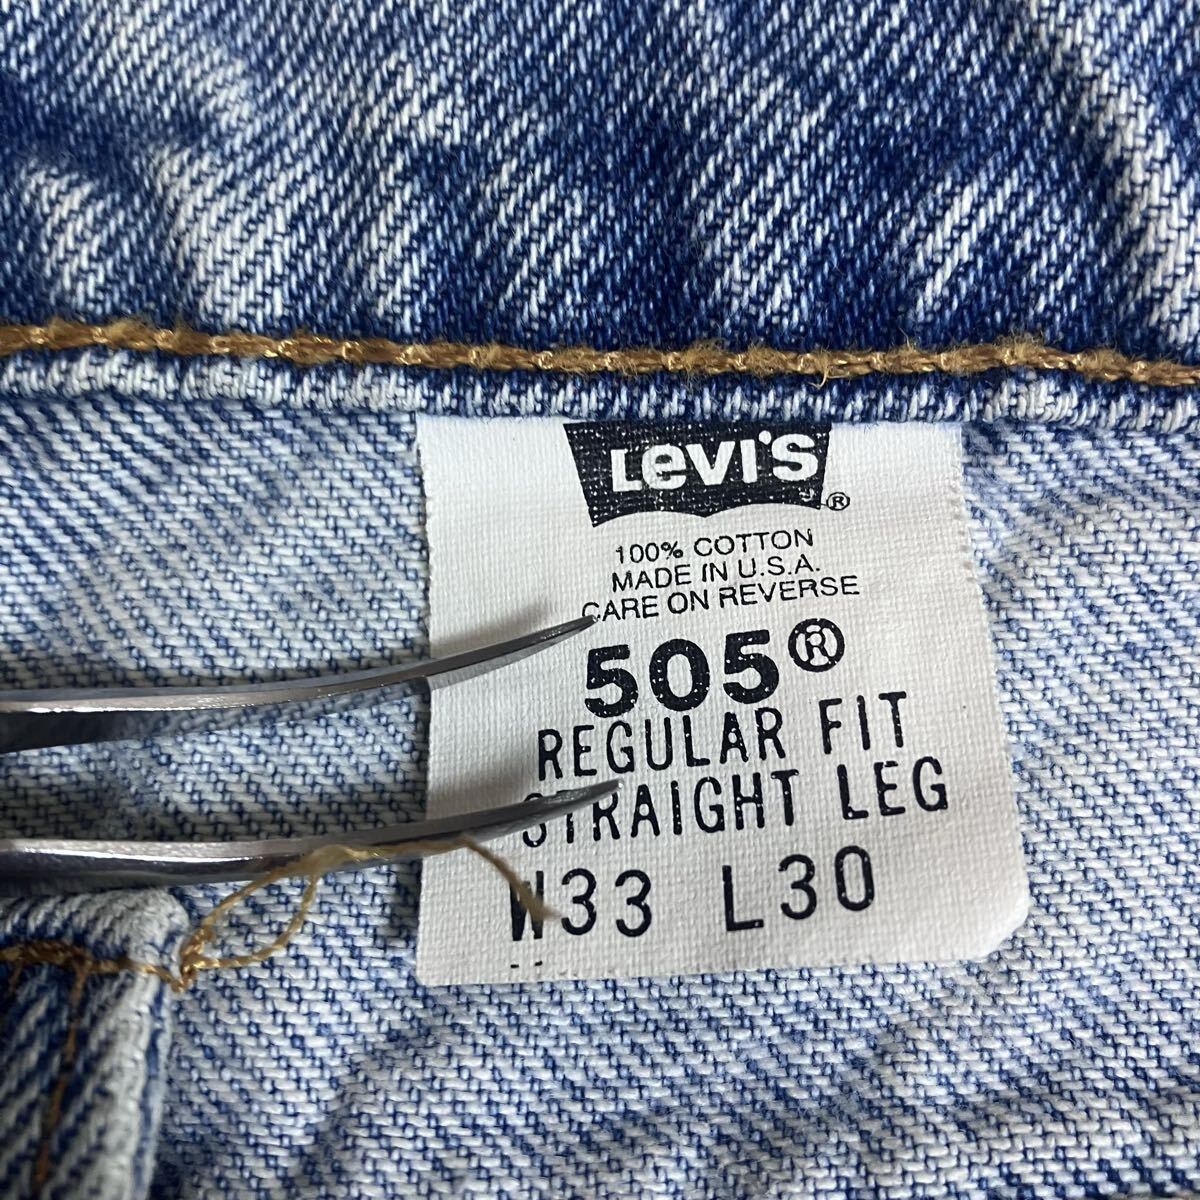 Levi's ®
100% COTTON
MADE IN U.S.A.
CARE ON REVERSE
505®
REGULAR FIT
STRAIGHT LEG
W33 L30